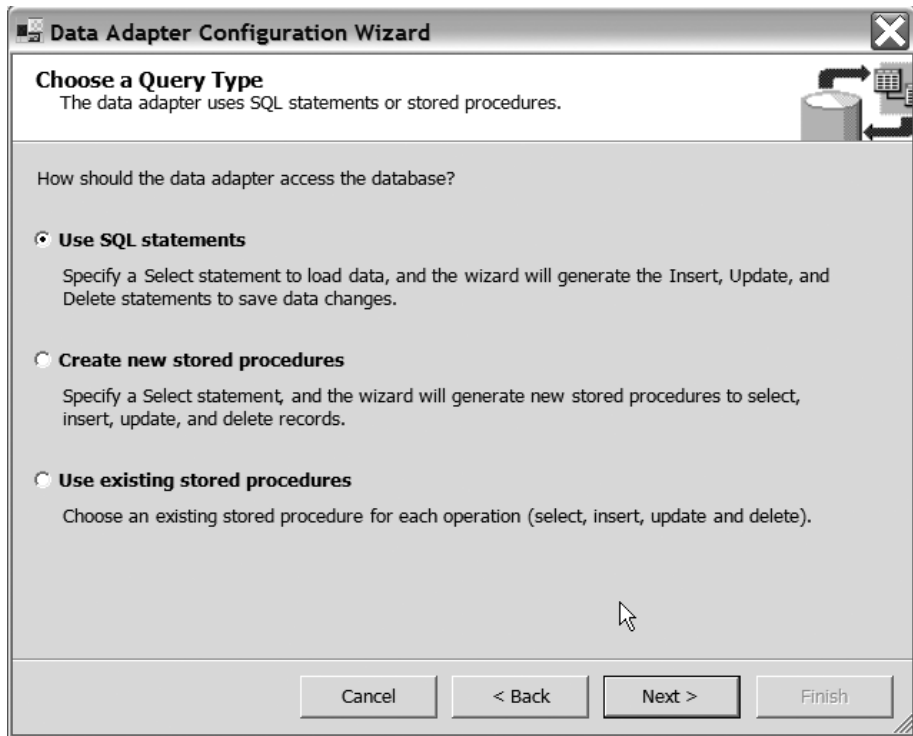 Data Adapter Configuration Wizard
Choose a Query Type
The data adapter uses SQL statements or stored procedures.
How should the data adapter access the database?
Use SQL statements
Specify a Select statement to load data, and the wizard will generate the Insert, Update, and
Delete statements to save data changes.
Create new stored procedures
Specify a Select statement, and the wizard will generate new stored procedures to select,
insert, update, and delete records.
Use existing stored procedures
Choose an existing stored procedure for each operation (select, insert, update and delete).
Cancel
< Back
Next >
Finish